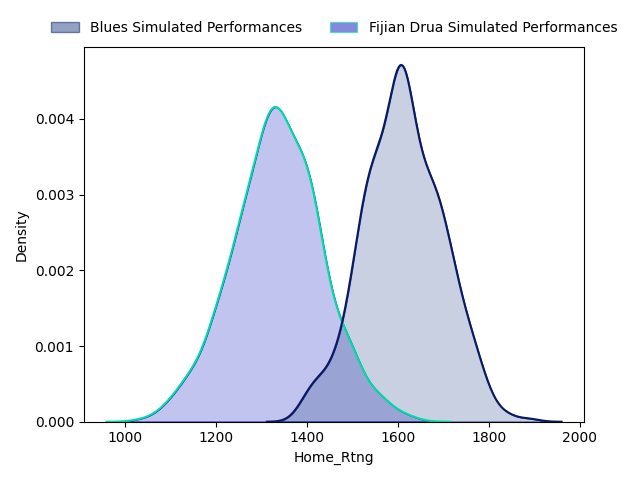 Blues Simulated Performances
Fijian Drua Simulated Performances
0.004
0.003
0.002
0.001
0.000
Density
1000
1200
1400
1600
1800
2000
Home_Rtng